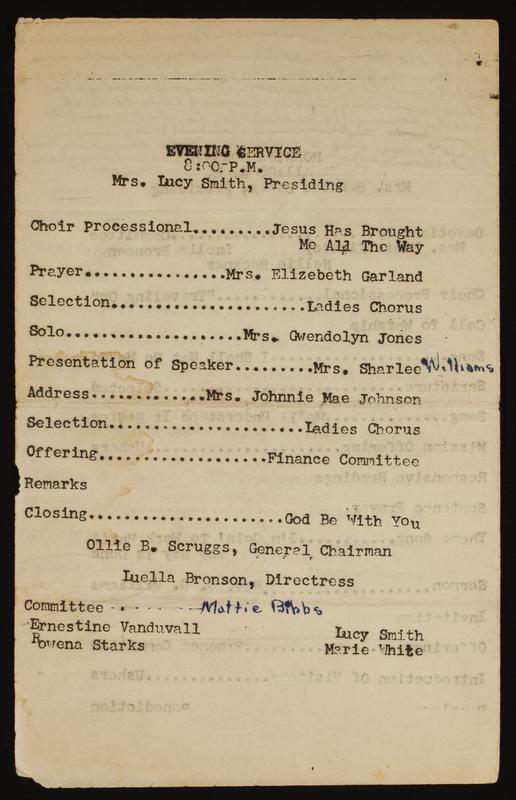 EVENING SERVICE
8:00-P.M.
Mrs. Lucy Smith, Presiding
Choir Processional.........Jesus Has Brought
Me All The Way
Prayer................Mrs. Elizebeth Garland
Selection......................Ladies Chorus
Solo....................Mrs. Gwendolyn Jones
Presentation of Speaker.........Mrs. Sharlee Williams
Address.............Mrs. Johnnie Mae Johnson
Selection......................Ladies Chorus
Offering...................Finance Committee
Remarks
Closing......................God Be With You
Ollie B. Scruggs, General Chairman
Luella Bronson, Directress
Committee - - - - - - - Mattie Bibbs
Ernestine Vanduvall
Lucy Smith
Rowena Starks
Marie White